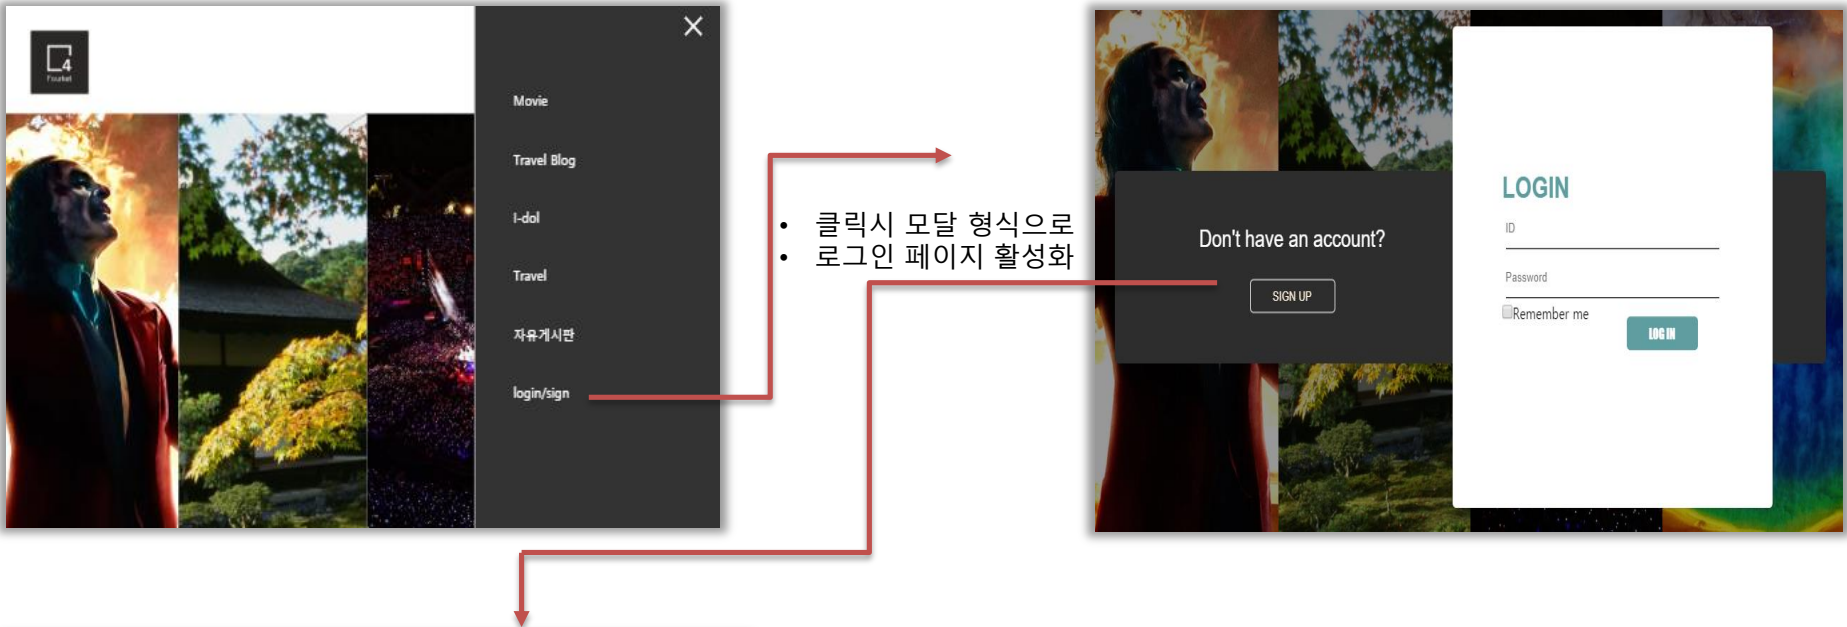 4
Fourket
Movie
Travel Blog
I-dol
Travel
자유게시판
login/sign
• 클릭시 모달 형식으로
• 로그인 페이지 활성화
Don't have an account?
SIGN UP
LOGIN
ID
Password
Remember me
LOG IN